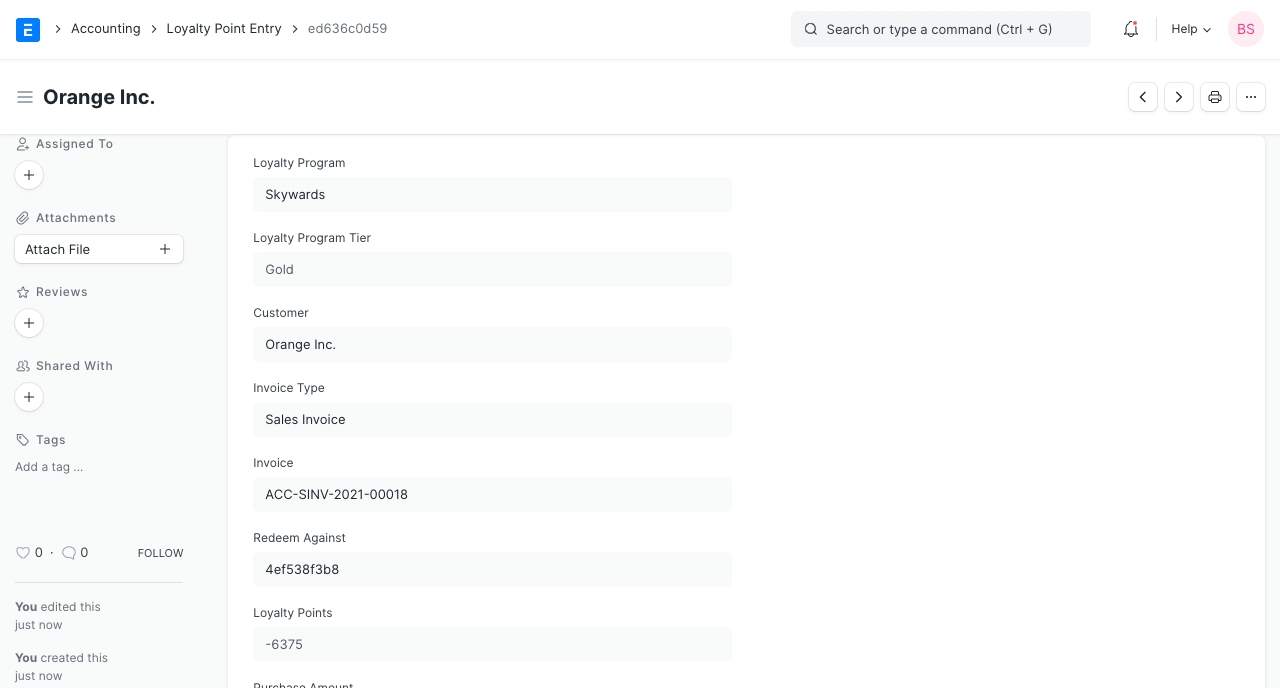 E
Accounting
Loyalty Point Entry
ed636c0d59
Search or type a command (Ctrl + G)
Help
BS
Orange Inc.
Assigned To
Attachments
Attach File
Reviews
Shared With
Tags
Add a tag ...
0 · 0
FOLLOW
You edited this
just now
You created this
just now
Loyalty Program
Skywards
Loyalty Program Tier
Gold
Customer
Orange Inc.
Invoice Type
Sales Invoice
Invoice
ACC-SINV-2021-00018
Redeem Against
4ef538f3b8
Loyalty Points
-6375
Purchase Amount